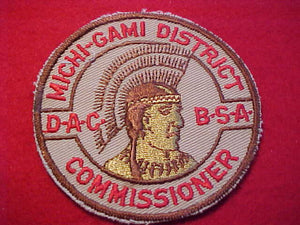 MICHI-GAMI DISTRICT
D-A-C- B-S-A
COMMISSIONER